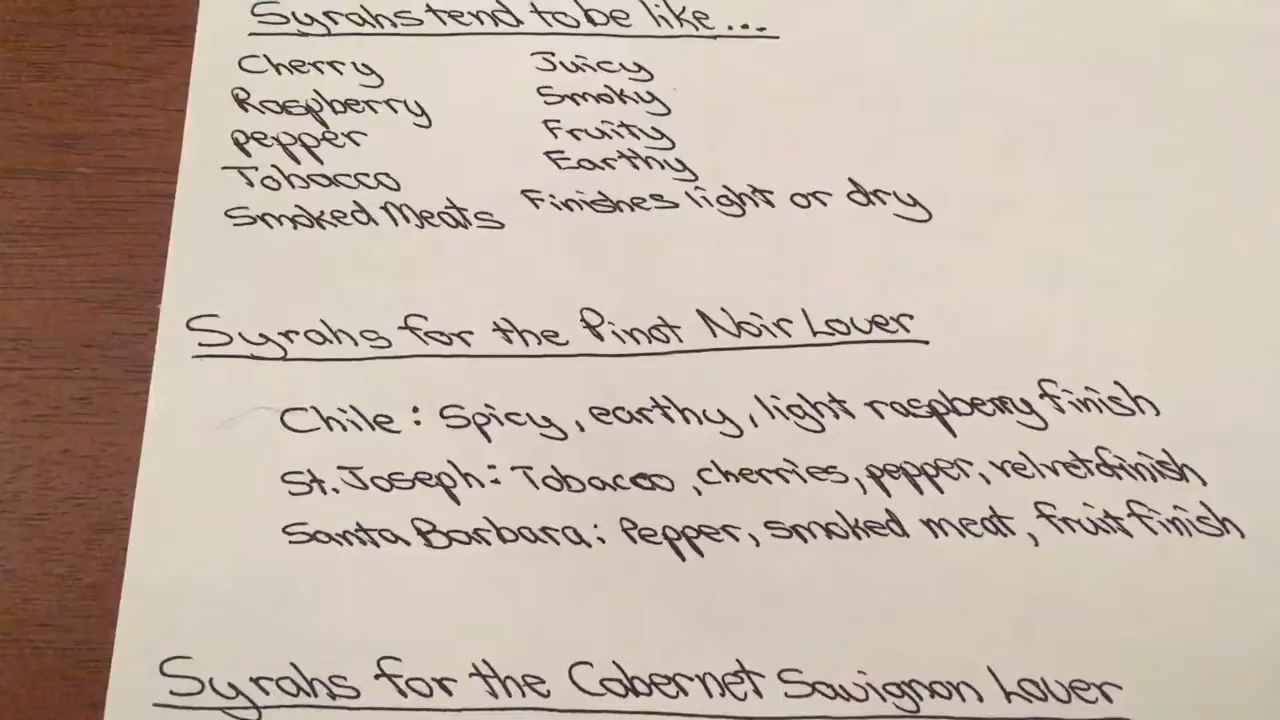 Syrahs tend to be like...
Cherry
Raspberry
pepper
Tobacco
Smoked Meats
Juicy
Smoky
Fruity
Earthy
Finishes light or dry
Syrahs for the Pinot Noir Lover
Chile: Spicy, earthy, light raspberry finish
St. Joseph: Tobacco, cherries, pepper, velvet finish
Santa Barbara: Pepper, smoked meat, fruit finish
Syrahs for the Cabernet Sauvignon Lover